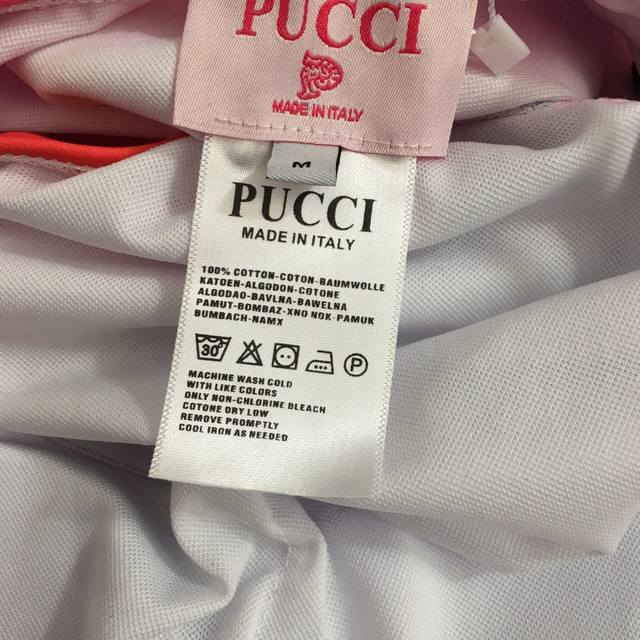 PUCCI
MADE IN ITALY
M
PUCCI
MADE IN ITALY
100% COTTON-COTON-BAUMWOLLE
KATOEN-ALGODON-COTONE
ALGODAO-BAVLNA-BAWELNA
PAMUT-BOMBAZ-XNO NOK-PAMUK
BUMBACH-NAMX
30°
P
MACHINE WASH COLD
WITH LIKE COLORS
ONLY NON-CHLORINE BLEACH
COTONE DRY LOW
REMOVE PROMPTLY
COOL IRON AS NEEDED